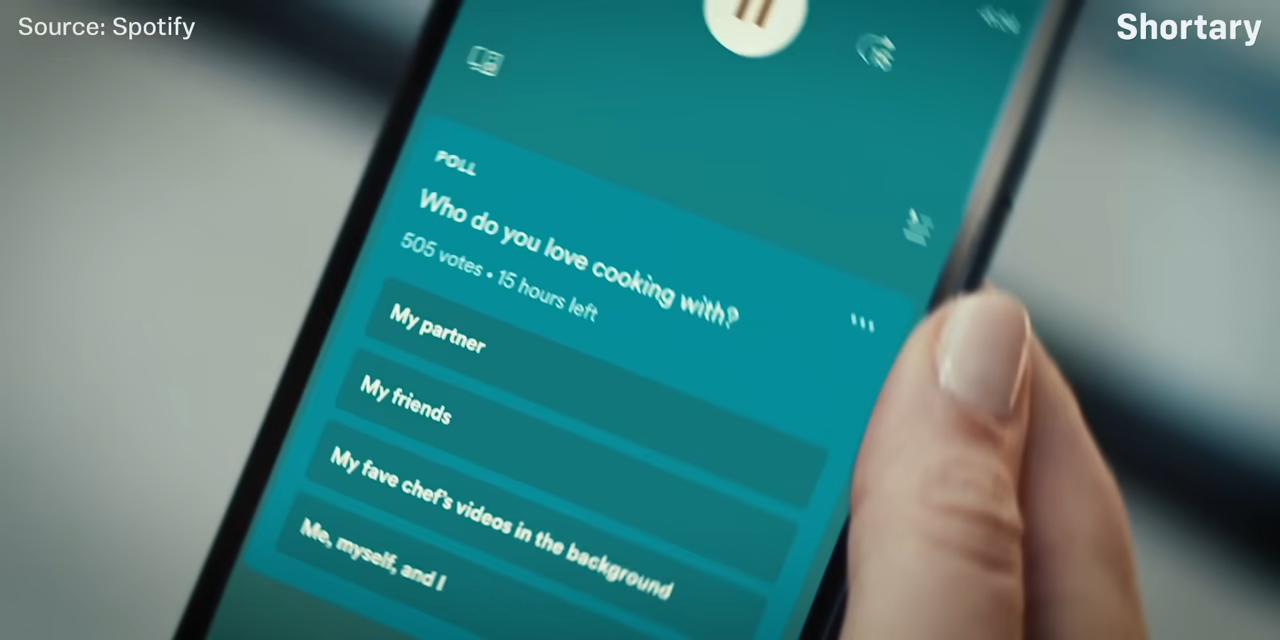 Source: Spotify
Shortary
POLL
Who do you love cooking with?
505 votes • 15 hours left
My partner
My friends
My fave chef's videos in the background
Me, myself, and I